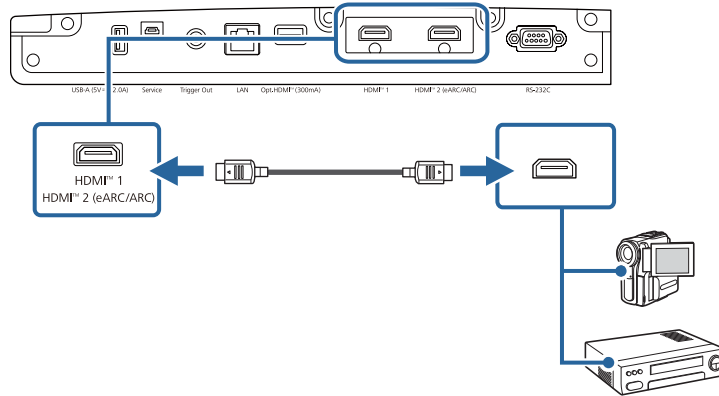 USB-A (5V⎓2.0A) Service Trigger Out LAN Opt.HDMI™ (300mA) HDMI™ 1 HDMI™ 2 (eARC/ARC) RS-232C
HDMI™ 1
HDMI™ 2 (eARC/ARC)